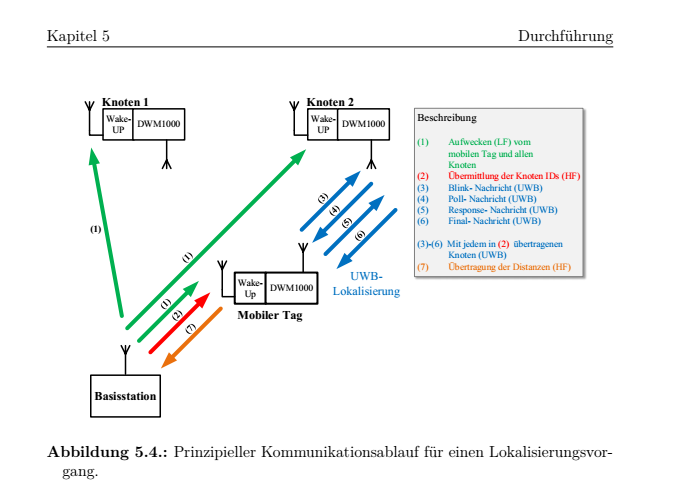 Kapitel 5 Durchführung
Knoten 1
Wake-
UP
DWM1000
Knoten 2
Wake-
UP
DWM1000
Beschreibung
(1) Aufwecken (LF) vom
mobilen Tag und allen
Knoten
(2) Übermittlung der Knoten IDs (HF)
(3) Blink- Nachricht (UWB)
(4) Poll- Nachricht (UWB)
(5) Response- Nachricht (UWB)
(6) Final- Nachricht (UWB)
(3)-(6) Mit jedem in (2) übertragenen
Knoten (UWB)
(7) Übertragung der Distanzen (HF)
(3)
(4)
(5)
(6)
(1)
(1)
UWB-
Lokalisierung
Wake-
Up
DWM1000
Mobiler Tag
(1)
(2)
(7)
Basisstation
Abbildung 5.4.: Prinzipieller Kommunikationsablauf für einen Lokalisierungsvor-
gang.